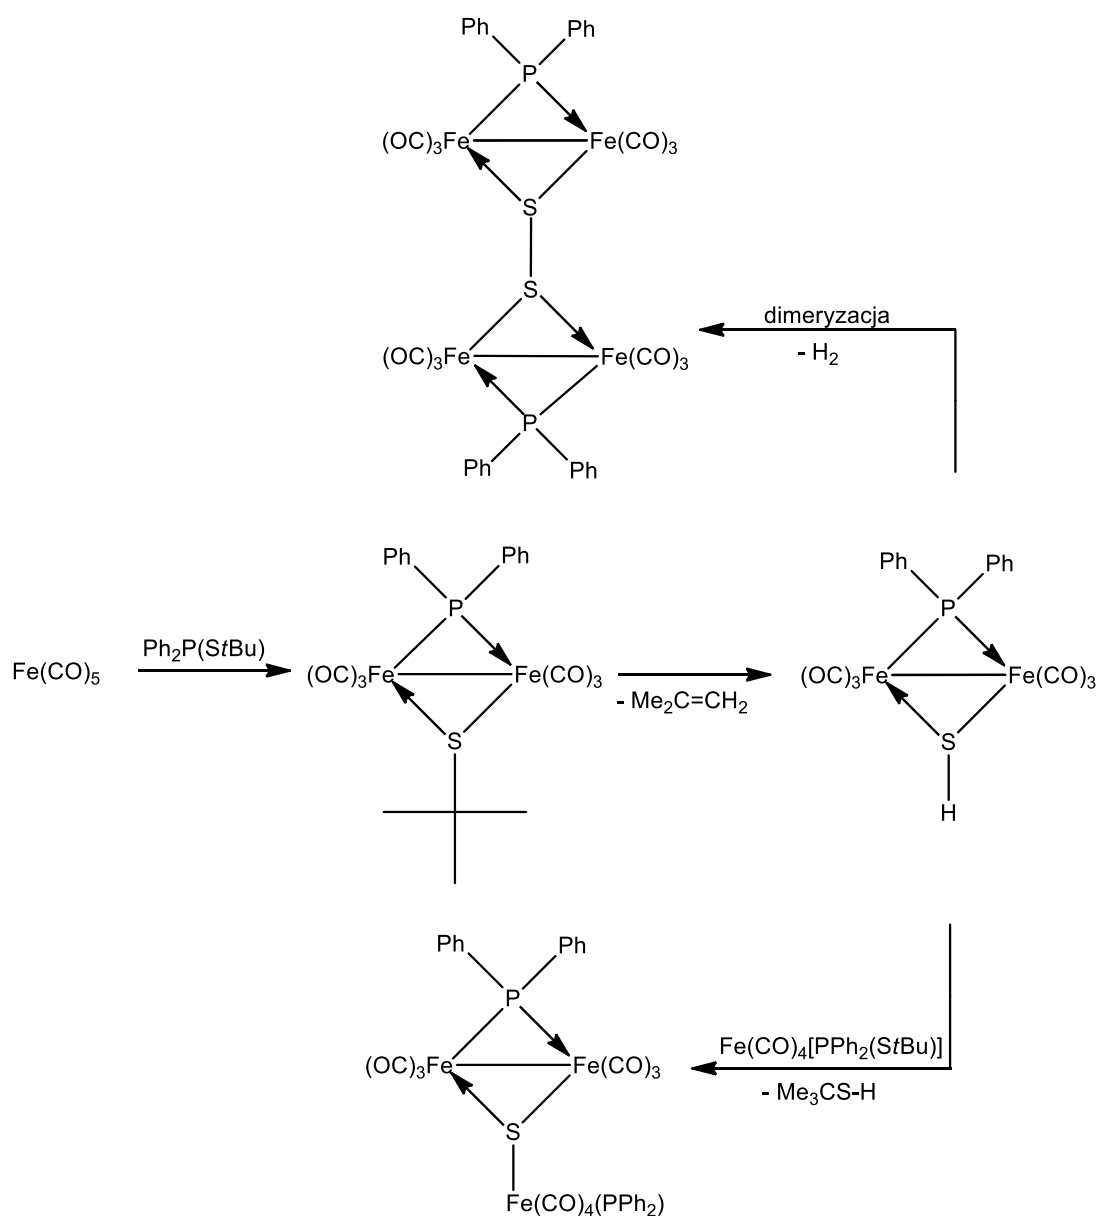 Ph Ph
P
(OC)₃Fe Fe(CO)₃
S
S
(OC)₃Fe Fe(CO)₃
P
Ph Ph
dimeryzacja
- H₂
Fe(CO)₅
Ph₂P(StBu)
Ph Ph
P
(OC)₃Fe Fe(CO)₃
S
- Me₂C=CH₂
Ph Ph
P
(OC)₃Fe Fe(CO)₃
S
H
Ph Ph
P
(OC)₃Fe Fe(CO)₃
S
Fe(CO)₄(PPh₂)
Fe(CO)₄[PPh₂(StBu)]
- Me₃CS-H